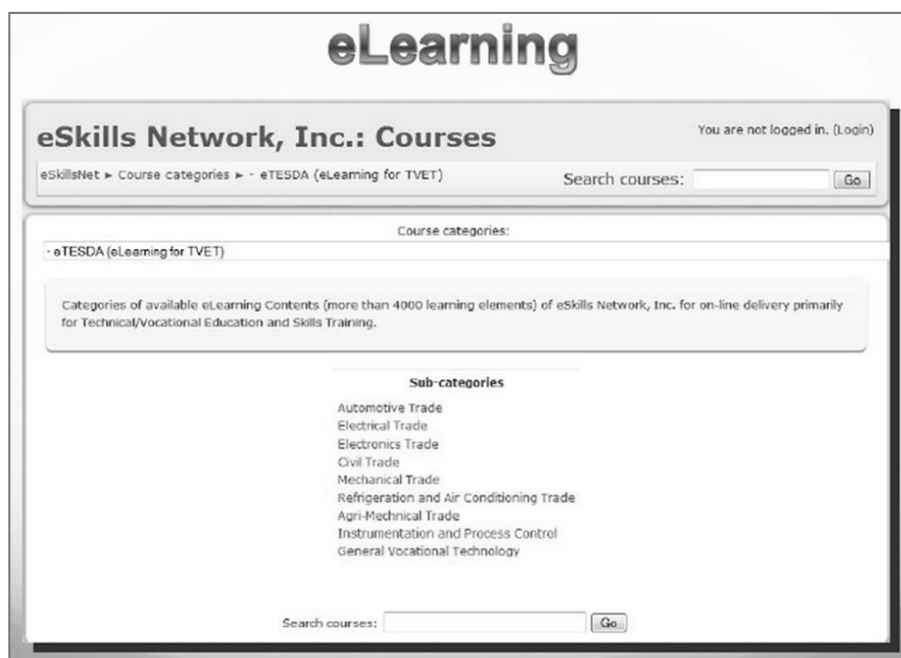 eLearning
eSkills Network, Inc.: Courses
You are not logged in. (Login)
eSkillsNet ► Course categories ► - eTESDA (eLearning for TVET)
Search courses:
Go
Course categories:
- eTESDA (eLearning for TVET)
Categories of available eLearning Contents (more than 4000 learning elements) of eSkills Network, Inc. for on-line delivery primarily
for Technical/Vocational Education and Skills Training.
Sub-categories
Automotive Trade
Electrical Trade
Electronics Trade
Civil Trade
Mechanical Trade
Refrigeration and Air Conditioning Trade
Agri-Mechnical Trade
Instrumentation and Process Control
General Vocational Technology
Search courses:
Go